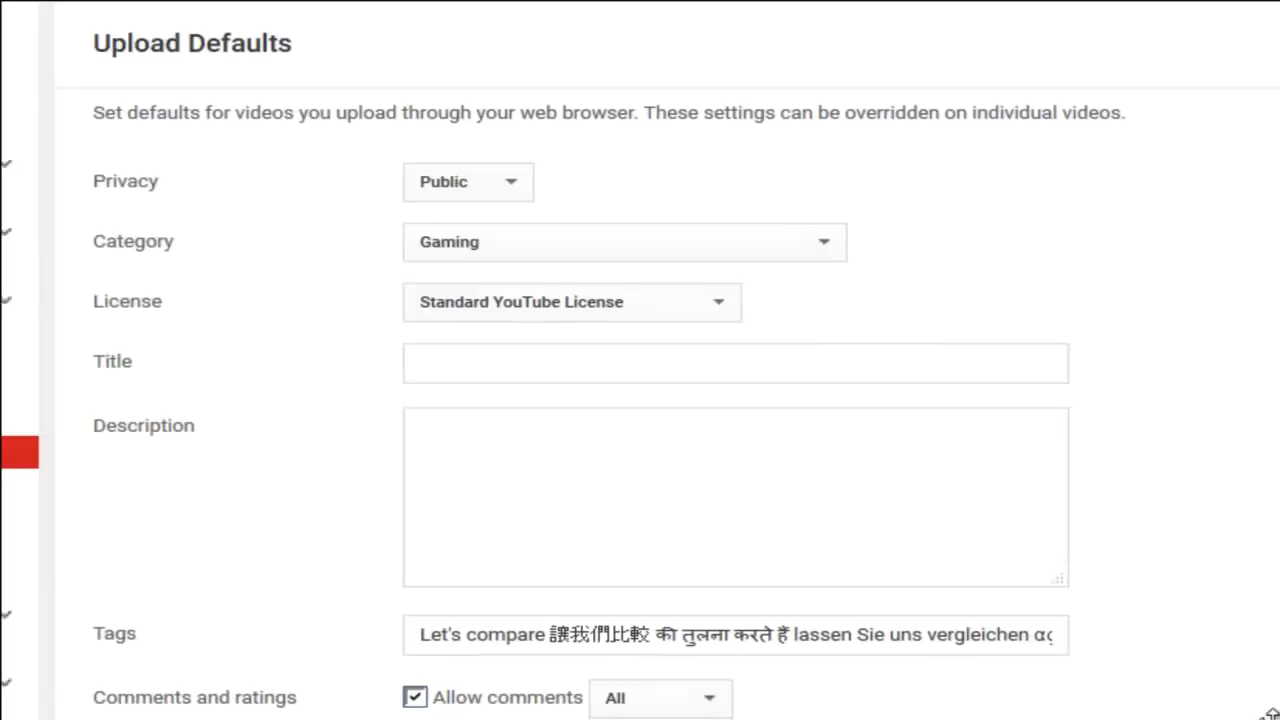 Upload Defaults
Set defaults for videos you upload through your web browser. These settings can be overridden on individual videos.
Privacy Public
Category Gaming
License Standard YouTube License
Title
Description
Tags Let's compare 讓我們比較 की तुलना करते हैं lassen Sie uns vergleichen
Comments and ratings Allow comments All